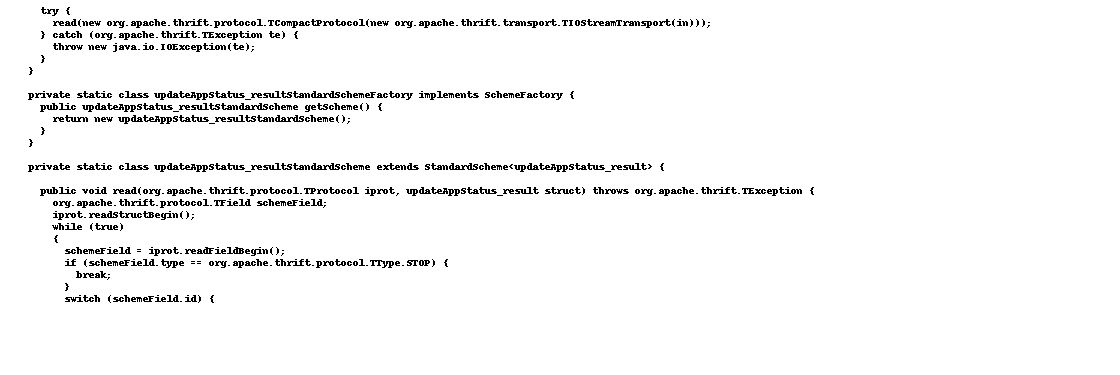 try {
read(new org.apache.thrift.protocol.TCompactProtocol(new org.apache.thrift.transport.TIOStreamTransport(in)));
} catch (org.apache.thrift.TException te) {
throw new java.io.IOException(te);
}
}
private static class updateAppStatus_resultStandardSchemeFactory implements SchemeFactory {
public updateAppStatus_resultStandardScheme getScheme() {
return new updateAppStatus_resultStandardScheme();
}
}
private static class updateAppStatus_resultStandardScheme extends StandardScheme<updateAppStatus_result> {
public void read(org.apache.thrift.protocol.TProtocol iprot, updateAppStatus_result struct) throws org.apache.thrift.TException {
org.apache.thrift.protocol.TField schemeField;
iprot.readStructBegin();
while (true)
{
schemeField = iprot.readFieldBegin();
if (schemeField.type == org.apache.thrift.protocol.TType.STOP) {
break;
}
switch (schemeField.id) {